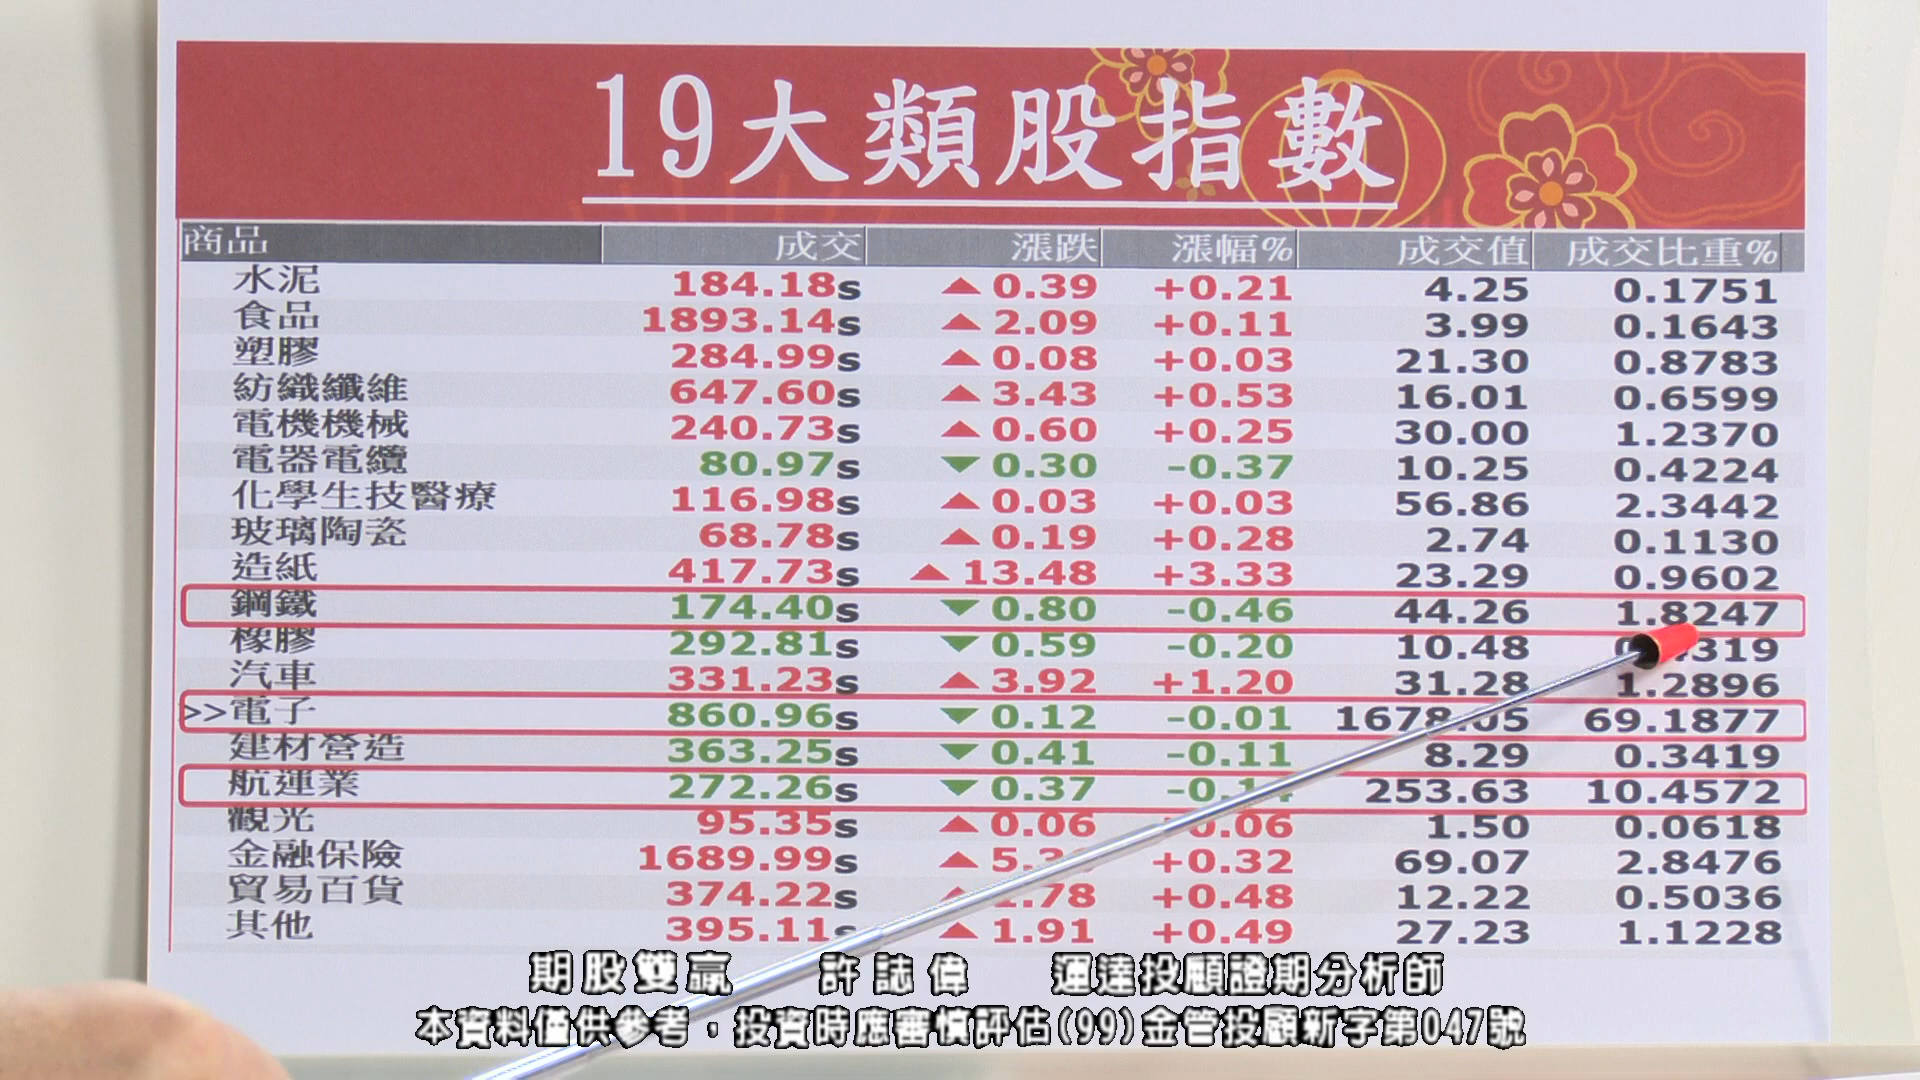 19大類股指數
商品 成交 漲跌 漲幅% 成交值 成交比重%
水泥 184.18s ▲0.39 +0.21 4.25 0.1751
食品 1893.14s ▲2.09 +0.11 3.99 0.1643
塑膠 284.99s ▲0.08 +0.03 21.30 0.8783
紡織纖維 647.60s ▲3.43 +0.53 16.01 0.6599
電機機械 240.73s ▲0.60 +0.25 30.00 1.2370
電器電纜 80.97s ▼0.30 -0.37 10.25 0.4224
化學生技醫療 116.98s ▲0.03 +0.03 56.86 2.3442
玻璃陶瓷 68.78s ▲0.19 +0.28 2.74 0.1130
造紙 417.73s ▲13.48 +3.33 23.29 0.9602
鋼鐵 174.40s ▼0.80 -0.46 44.26 1.8247
橡膠 292.81s ▼0.59 -0.20 10.48
汽車 331.23s ▲3.92 +1.20 31.28 1.2896
>>電子 860.96s ▼0.12 -0.01 69.1877
建材營造 363.25s ▼0.41 -0.11 8.29 0.3419
航運業 272.26s ▼0.37 253.63 10.4572
觀光 95.35s ▲0.06 1.50 0.0618
金融保險 1689.99s ▲ +0.32 69.07 2.8476
貿易百貨 374.22s +0.48 12.22 0.5036
其他 395.11s ▲1.91 +0.49 27.23 1.1228
期股雙贏 許誌偉 運達投顧證期分析師
本資料僅供參考，投資時應審慎評估(99)金管投顧新字第047號